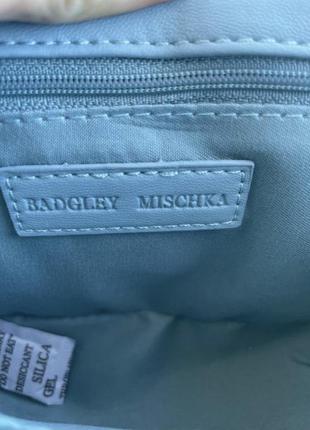 BADGLEY MISCHKA
DO NOT EAT
DESICCANT
SILICA
GEL